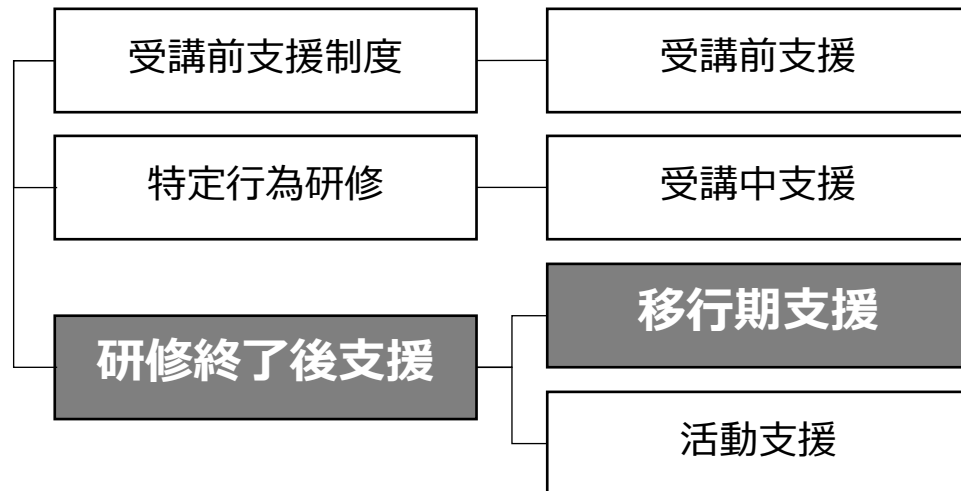 受講前支援制度
受講前支援
特定行為研修
受講中支援
研修終了後支援
移行期支援
活動支援